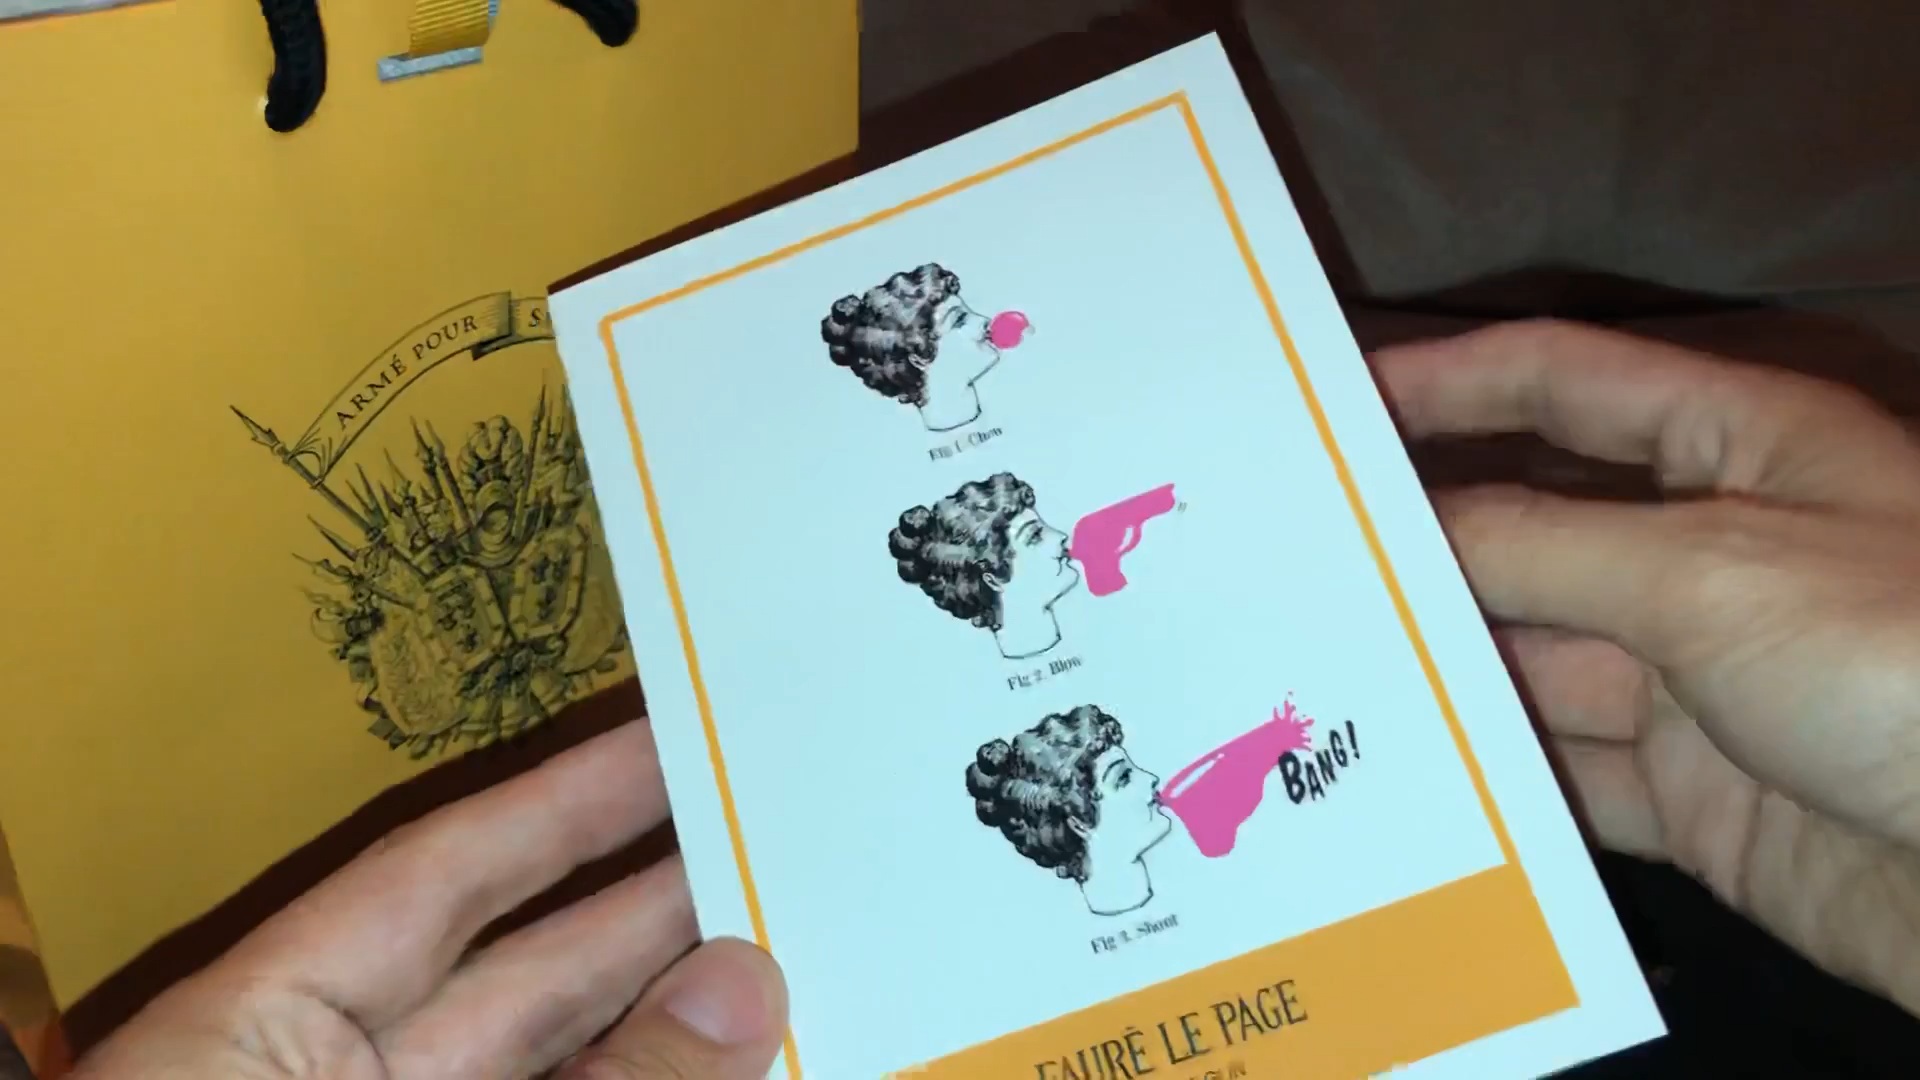 ARMÉ POUR
Fig 1. Chew
Fig 2. Blow
BANG!
Fig 3. Shoot
FAURÉ LE PAGE